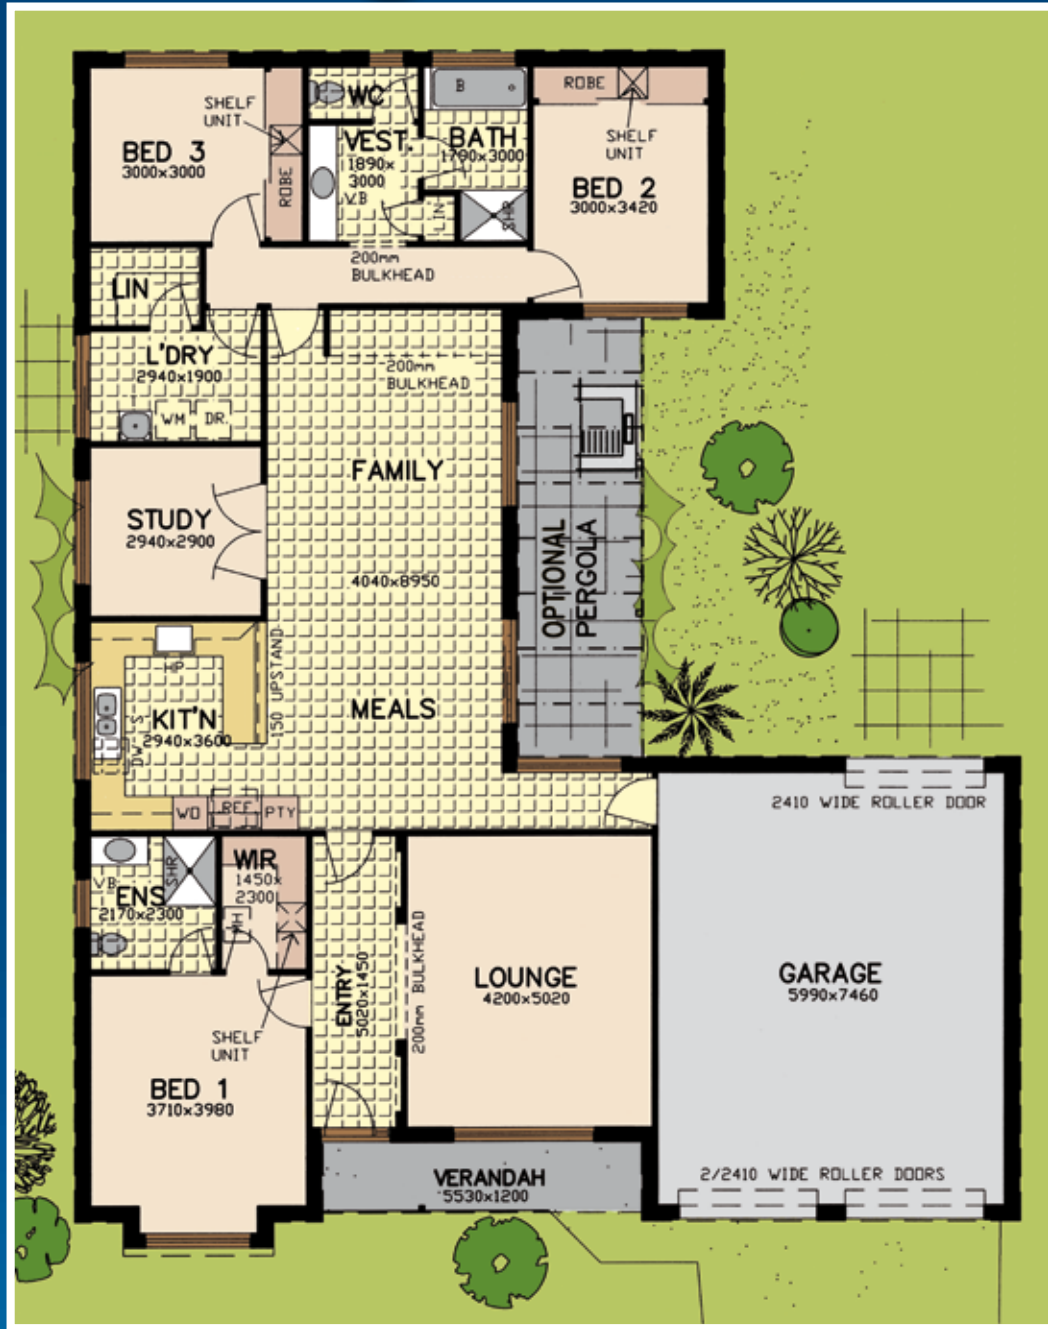 BED 3
3000x3000
SHELF
UNIT
ROBE
WC
VEST.
1890x
3000
V.B
LIN
B
BATH
1790x3000
SHR
ROBE
SHELF
UNIT
BED 2
3000x3420
200mm
BULKHEAD
LIN
L'DRY
2940x1900
WM
DR.
200mm
BULKHEAD
FAMILY
STUDY
2940x2900
4040x8950
OPTIONAL
PERGOLA
HP
150 UPSTAND
KIT'N
2940x3600
DW
MEALS
WO
REF
PTY
2410 WIDE ROLLER DOOR
VB
SHR
ENS
2170x2300
WIR
1450x
2300
MH
SHELF
UNIT
ENTRY
5020x1450
200mm BULKHEAD
LOUNGE
4200x5020
GARAGE
5990x7460
BED 1
3710x3980
VERANDAH
5530x1200
2/2410 WIDE ROLLER DOORS